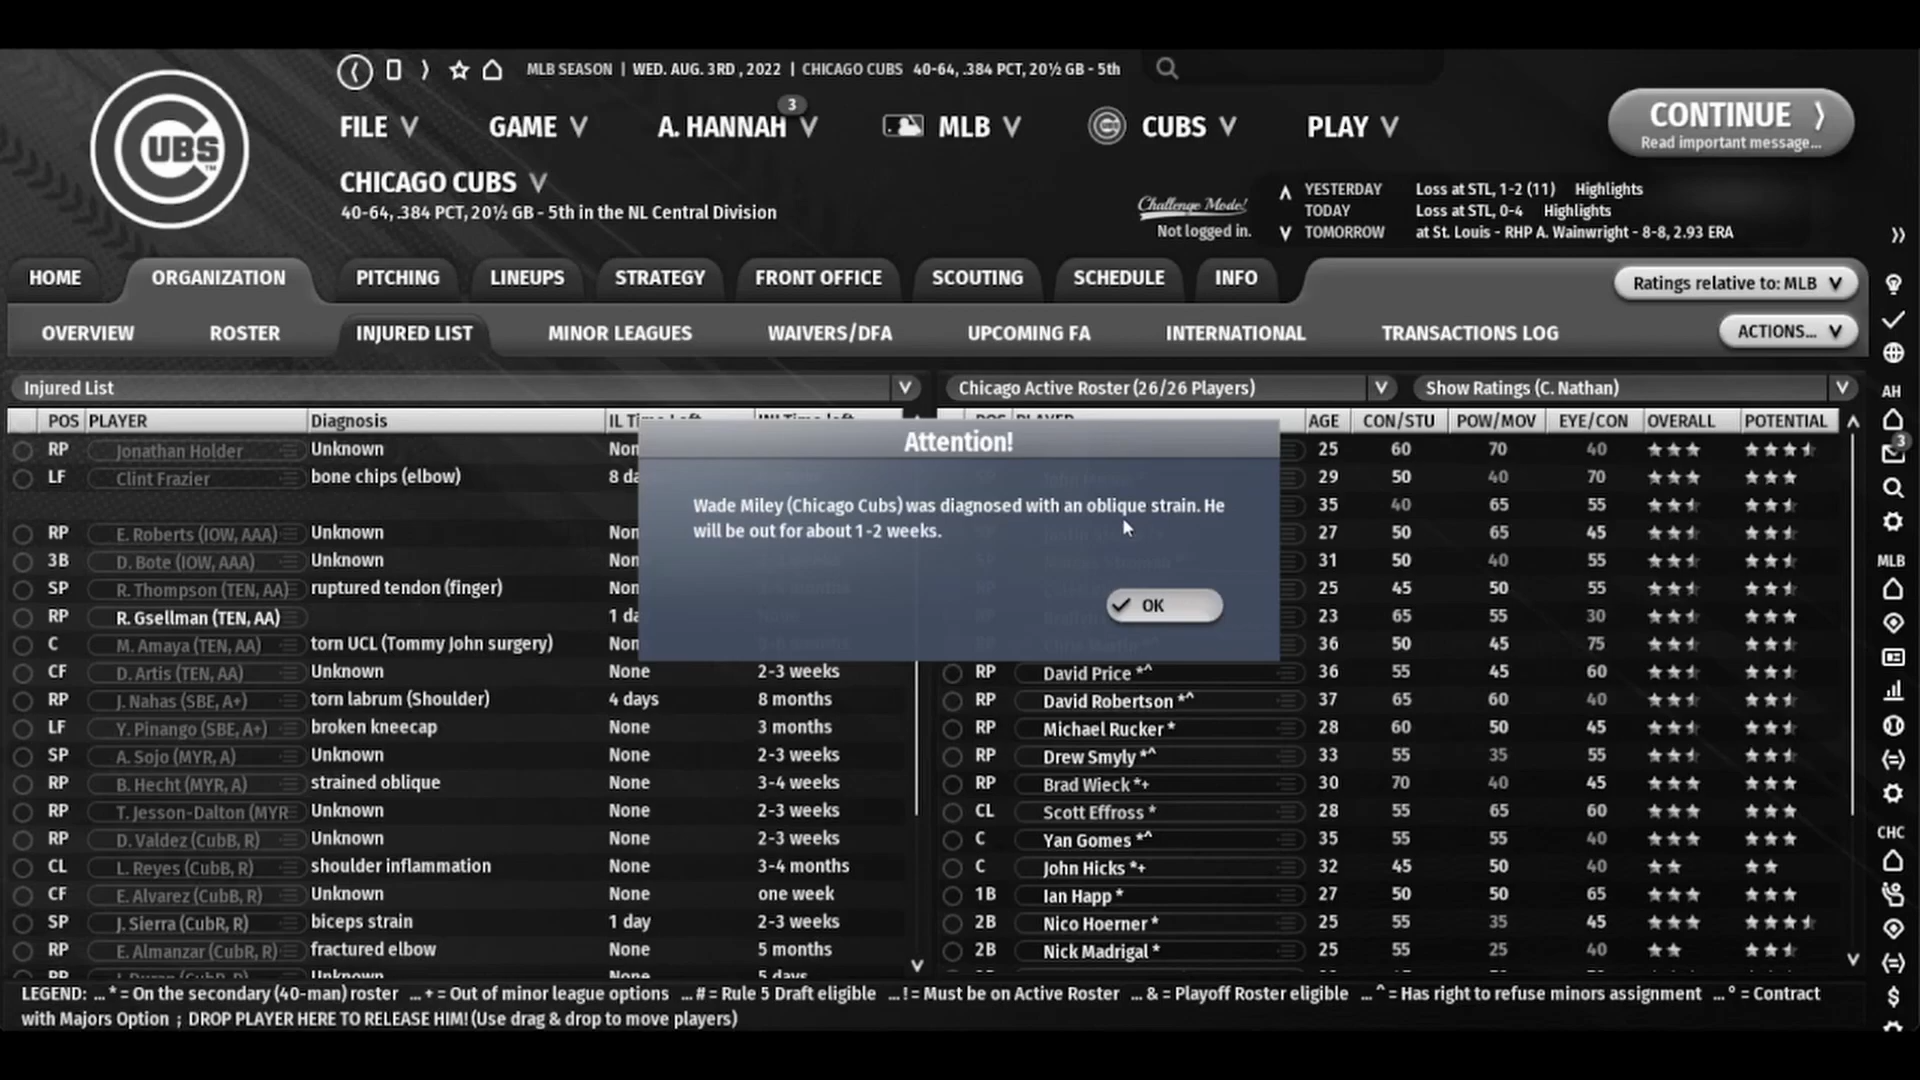 MLB SEASON | WED. AUG. 3RD , 2022 | CHICAGO CUBS 40-64, .384 PCT, 20½ GB - 5th
FILE GAME A. HANNAH 3 MLB CUBS PLAY
CONTINUE
Read important message...
UBS
CHICAGO CUBS
40-64, .384 PCT, 20½ GB - 5th in the NL Central Division
Challenge Mode!
Not logged in.
YESTERDAY Loss at STL, 1-2 (11) Highlights
TODAY Loss at STL, 0-4 Highlights
TOMORROW at St. Louis - RHP A. Wainwright - 8-8, 2.93 ERA
HOME ORGANIZATION PITCHING LINEUPS STRATEGY FRONT OFFICE SCOUTING SCHEDULE INFO Ratings relative to: MLB
OVERVIEW ROSTER INJURED LIST MINOR LEAGUES WAIVERS/DFA UPCOMING FA INTERNATIONAL TRANSACTIONS LOG ACTIONS...
Injured List
POS PLAYER Diagnosis
RP Jonathan Holder Unknown
LF Clint Frazier bone chips (elbow)
RP E. Roberts (IOW, AAA) Unknown
3B D. Bote (IOW, AAA) Unknown
SP R. Thompson (TEN, AA) ruptured tendon (finger)
RP R. Gsellman (TEN, AA)
C M. Amaya (TEN, AA) torn UCL (Tommy John surgery)
CF D. Artis (TEN, AA) Unknown None 2-3 weeks
RP J. Nahas (SBE, A+) torn labrum (Shoulder) 4 days 8 months
LF Y. Pinango (SBE, A+) broken kneecap None 3 months
SP A. Sojo (MYR, A) Unknown None 2-3 weeks
RP B. Hecht (MYR, A) strained oblique None 3-4 weeks
RP T. Jesson-Dalton (MYR Unknown None 2-3 weeks
RP D. Valdez (CubB, R) Unknown None 2-3 weeks
CL L. Reyes (CubB, R) shoulder inflammation None 3-4 months
CF E. Alvarez (CubB, R) Unknown None one week
SP J. Sierra (CubR, R) biceps strain 1 day 2-3 weeks
RP E. Almanzar (CubR, R) fractured elbow None 5 months
Attention!
Wade Miley (Chicago Cubs) was diagnosed with an oblique strain. He
will be out for about 1-2 weeks.
OK
Chicago Active Roster (26/26 Players) Show Ratings (C. Nathan)
AGE CON/STU POW/MOV EYE/CON OVERALL POTENTIAL
25 60 70 40
29 50 40 70
35 40 65 40
27 50 65 45
31 50 40 55
25 45 50 55
23 65 55 30
36 50 45 75
RP David Price *^ 36 55 45 60
RP David Robertson *^ 37 65 60 40
RP Michael Rucker * 28 60 50 45
RP Drew Smyly *^ 33 55 35 55
RP Brad Wieck *+ 30 70 40 45
CL Scott Effross * 28 55 65 60
C Yan Gomes *^ 35 55 55 40
C John Hicks *+ 32 45 50 40
1B Ian Happ * 27 50 50 65
2B Nico Hoerner * 25 55 35 45
2B Nick Madrigal * 25 55 25 40
AH
3
MLB
CHC
LEGEND: ... * = On the secondary (40-man) roster ... + = Out of minor league options ... # = Rule 5 Draft eligible ... ! = Must be on Active Roster ... & = Playoff Roster eligible ... ^ = Has right to refuse minors assignment ... ° = Contract
with Majors Option ; DROP PLAYER HERE TO RELEASE HIM! (Use drag & drop to move players)